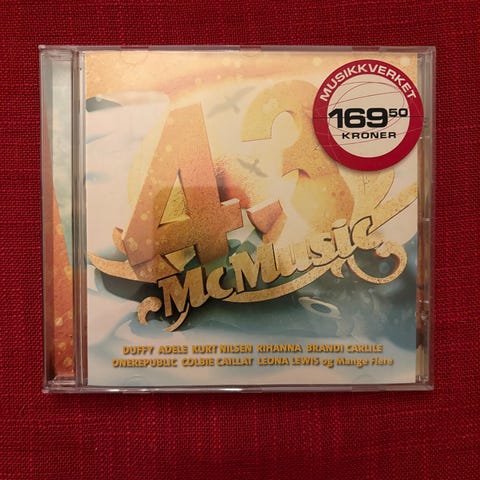 MUSIKKVERKET
169 50
KRONER
43
McMusic
DUFFY ADELE KURT NILSEN RIHANNA BRANDI CARLILE
ONEREPUBLIC COLBIE CAILLAT LEONA LEWIS og Mange Flere